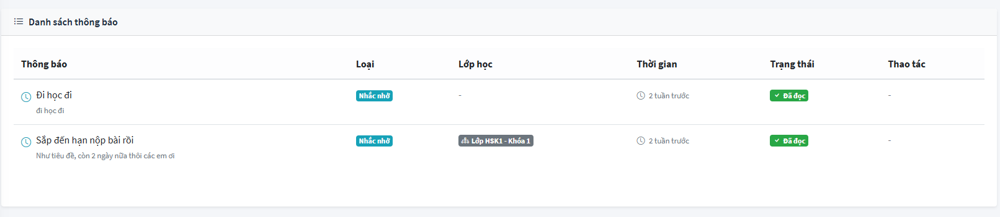 Danh sách thông báo
Thông báo Loại Lớp học Thời gian Trạng thái Thao tác
Đi học đi Nhắc nhở - 2 tuần trước Đã đọc -
đi học đi
Sắp đến hạn nộp bài rồi Nhắc nhở Lớp HSK1 - Khóa 1 2 tuần trước Đã đọc -
Như tiêu đề, còn 2 ngày nữa thôi các em ơi